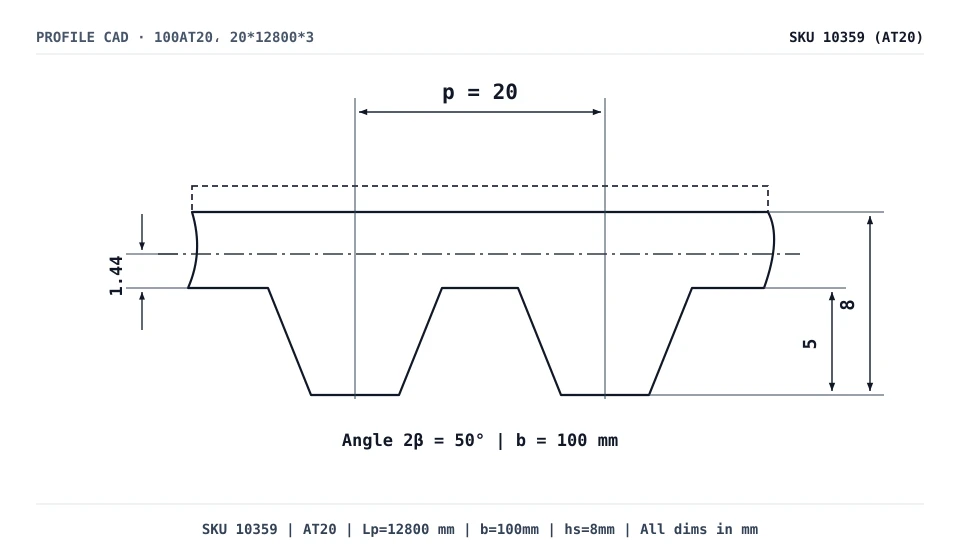 PROFILE CAD · 100AT20، 20*12800*3
SKU 10359 (AT20)
p = 20
1.44
8
5
Angle 2β = 50° | b = 100 mm
SKU 10359 | AT20 | Lp=12800 mm | b=100mm | hs=8mm | All dims in mm